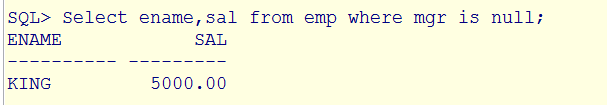 SQL> Select ename,sal from emp where mgr is null;
ENAME            SAL
---------- ---------
KING         5000.00